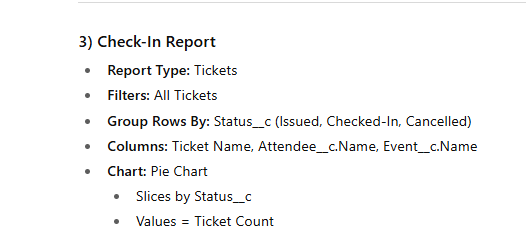 3) Check-In Report
• Report Type: Tickets
• Filters: All Tickets
• Group Rows By: Status__c (Issued, Checked-In, Cancelled)
• Columns: Ticket Name, Attendee__c.Name, Event__c.Name
• Chart: Pie Chart
• Slices by Status__c
• Values = Ticket Count